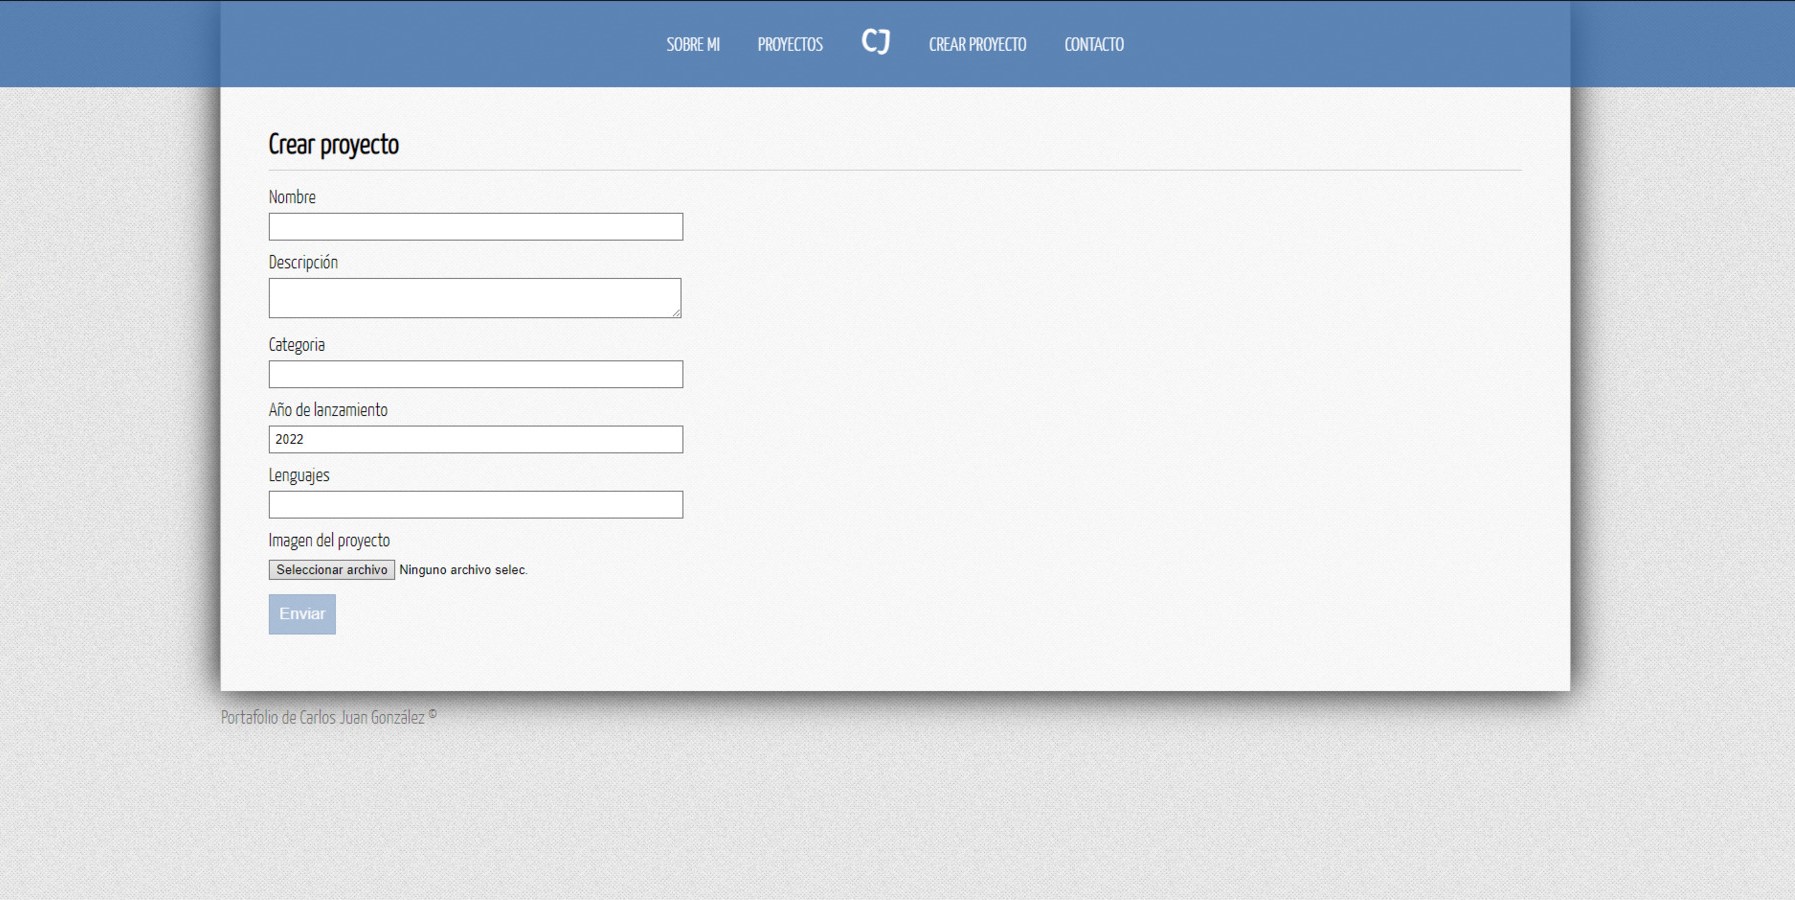 SOBRE MI PROYECTOS CJ CREAR PROYECTO CONTACTO
Crear proyecto
Nombre
Descripción
Categoria
Año de lanzamiento
2022
Lenguajes
Imagen del proyecto
Seleccionar archivo Ninguno archivo selec.
Enviar
Portafolio de Carlos Juan González ©